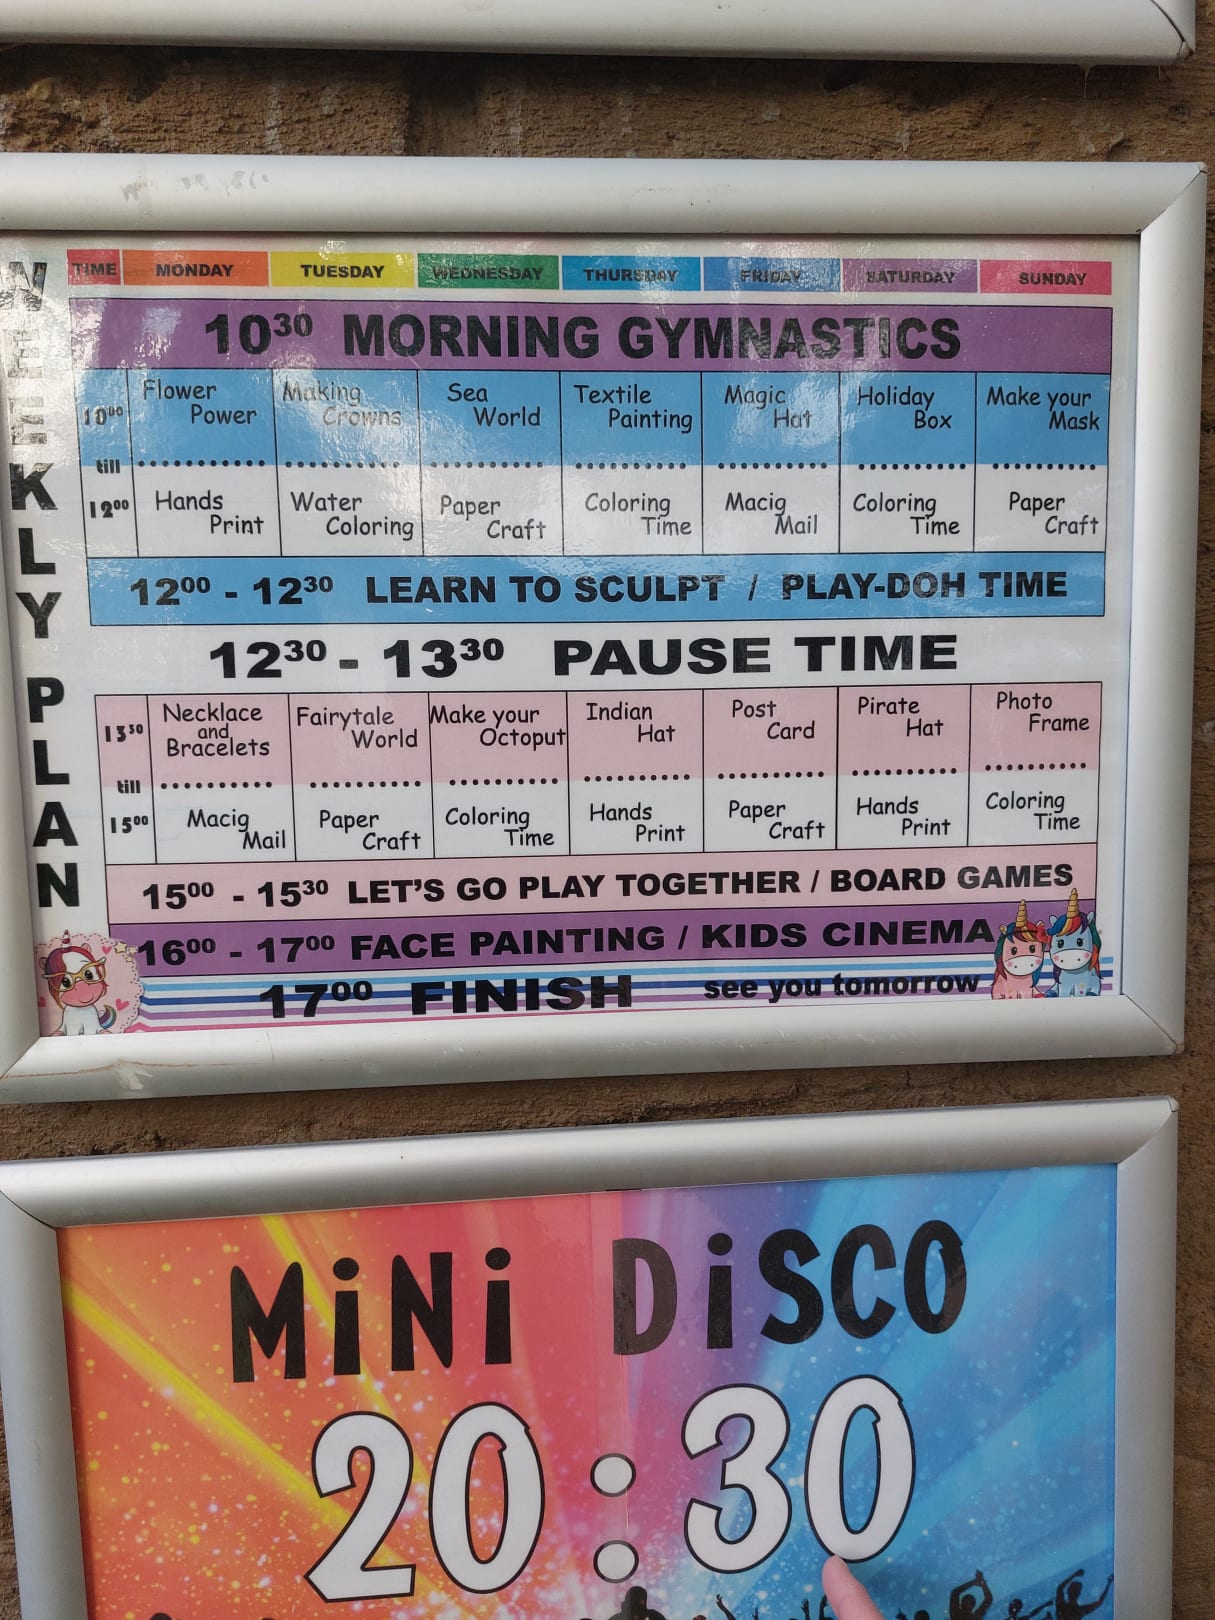 WEEKLY PLAN
TIME MONDAY TUESDAY WEDNESDAY THURSDAY FRIDAY SATURDAY SUNDAY
10³⁰ MORNING GYMNASTICS
10⁰⁰
till
12⁰⁰
Flower
Power
Hands
Print
Making
Crowns
Water
Coloring
Sea
World
Paper
Craft
Textile
Painting
Coloring
Time
Magic
Hat
Macig
Mail
Holiday
Box
Coloring
Time
Make your
Mask
Paper
Craft
12⁰⁰ - 12³⁰ LEARN TO SCULPT / PLAY-DOH TIME
12³⁰ - 13³⁰ PAUSE TIME
13³⁰
till
15⁰⁰
Necklace
and
Bracelets
Macig
Mail
Fairytale
World
Paper
Craft
Make your
Octoput
Coloring
Time
Indian
Hat
Hands
Print
Post
Card
Paper
Craft
Pirate
Hat
Hands
Print
Photo
Frame
Coloring
Time
15⁰⁰ - 15³⁰ LET'S GO PLAY TOGETHER / BOARD GAMES
16⁰⁰ - 17⁰⁰ FACE PAINTING / KIDS CINEMA
17⁰⁰ FINISH see you tomorrow
MiNi DiSCO
20:30